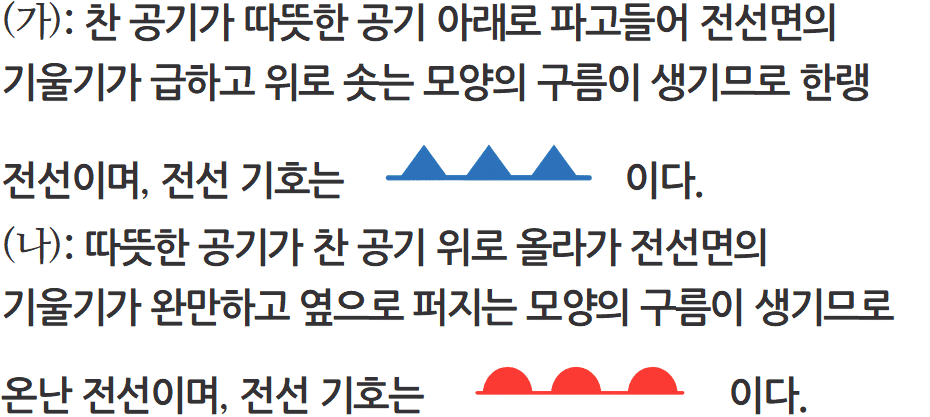 (가): 찬 공기가 따뜻한 공기 아래로 파고들어 전선면의
기울기가 급하고 위로 솟는 모양의 구름이 생기므로 한랭
전선이며, 전선 기호는 이다.
(나): 따뜻한 공기가 찬 공기 위로 올라가 전선면의
기울기가 완만하고 옆으로 퍼지는 모양의 구름이 생기므로
온난 전선이며, 전선 기호는 이다.